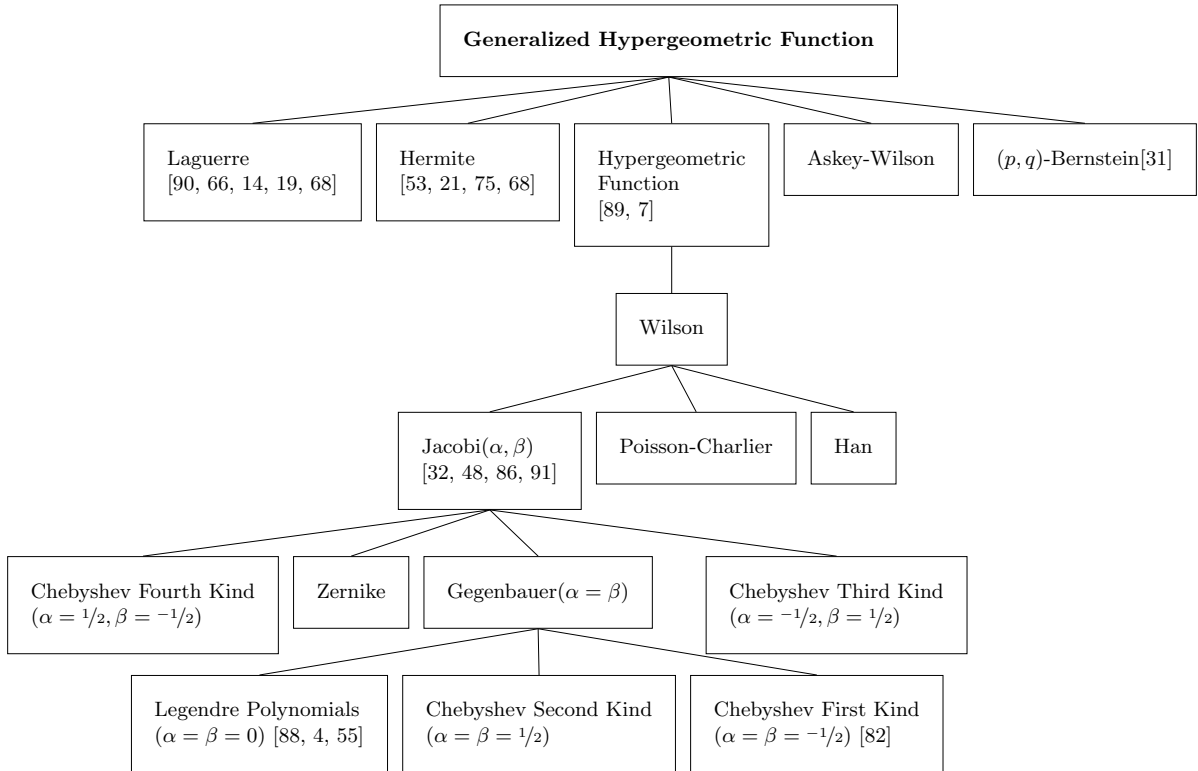 Generalized Hypergeometric Function
Laguerre
[90, 66, 14, 19, 68]
Hermite
[53, 21, 75, 68]
Hypergeometric
Function
[89, 7]
Askey-Wilson
(p, q)-Bernstein[31]
Wilson
Jacobi(α, β)
[32, 48, 86, 91]
Poisson-Charlier
Han
Chebyshev Fourth Kind
(α = 1/2, β = −1/2)
Zernike
Gegenbauer(α = β)
Chebyshev Third Kind
(α = −1/2, β = 1/2)
Legendre Polynomials
(α = β = 0) [88, 4, 55]
Chebyshev Second Kind
(α = β = 1/2)
Chebyshev First Kind
(α = β = −1/2) [82]